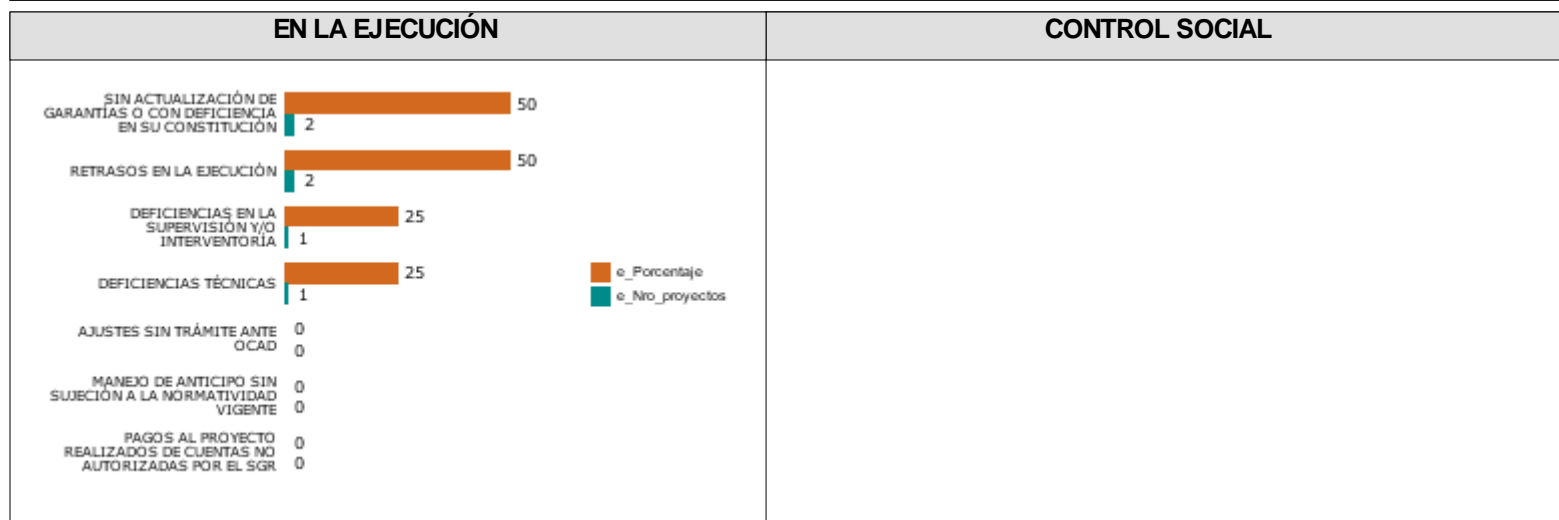 EN LA EJECUCIÓN
CONTROL SOCIAL
SIN ACTUALIZACIÓN DE
GARANTÍAS O CON DEFICIENCIA
EN SU CONSTITUCIÓN
50
2
RETRASOS EN LA EJECUCIÓN
50
2
DEFICIENCIAS EN LA
SUPERVISIÓN Y/O
INTERVENTORÍA
25
1
DEFICIENCIAS TÉCNICAS
25
1
e_Porcentaje
e_Nro_proyectos
AJUSTES SIN TRÁMITE ANTE
OCAD
0
0
MANEJO DE ANTICIPO SIN
SUJECIÓN A LA NORMATIVIDAD
VIGENTE
0
0
PAGOS AL PROYECTO
REALIZADOS DE CUENTAS NO
AUTORIZADAS POR EL SGR
0
0